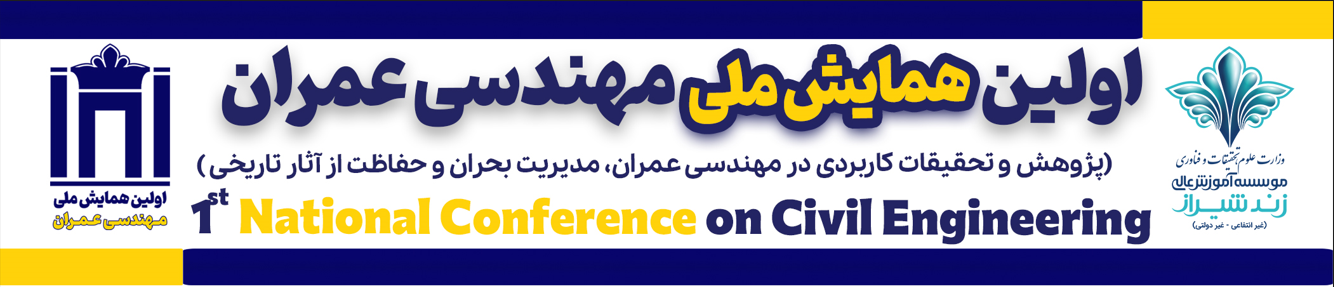 اولین همایش ملی مهندسی عمران
(پژوهش و تحقیقات کاربردی در مهندسی عمران، مدیریت بحران و حفاظت از آثار تاریخی)
1st National Conference on Civil Engineering
وزارت علوم تحقیقات و فناوری
موسسه آموزش عالی
زند شیراز
(غیر انتفاعی - غیر دولتی)
اولین همایش ملی
مهندسی عمران